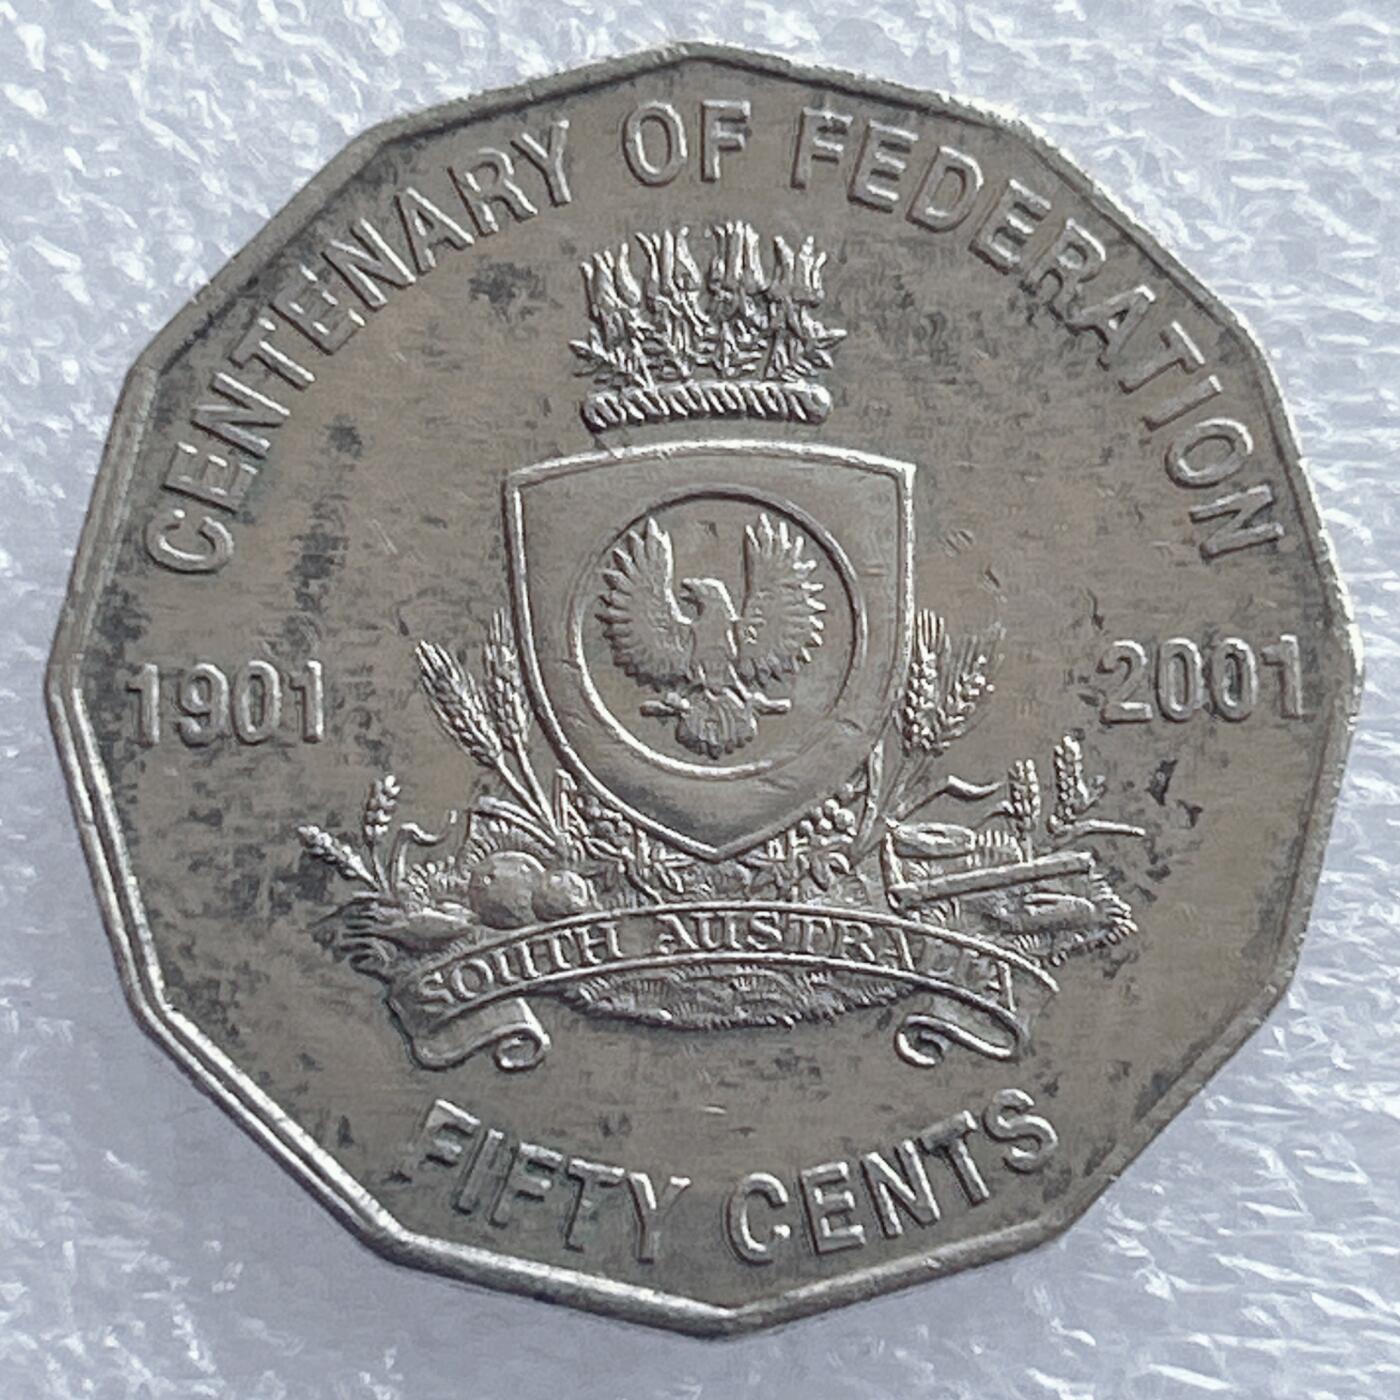 CENTENARY OF FEDERATION
1901 2001
SOUTH AUSTRALIA
FIFTY CENTS